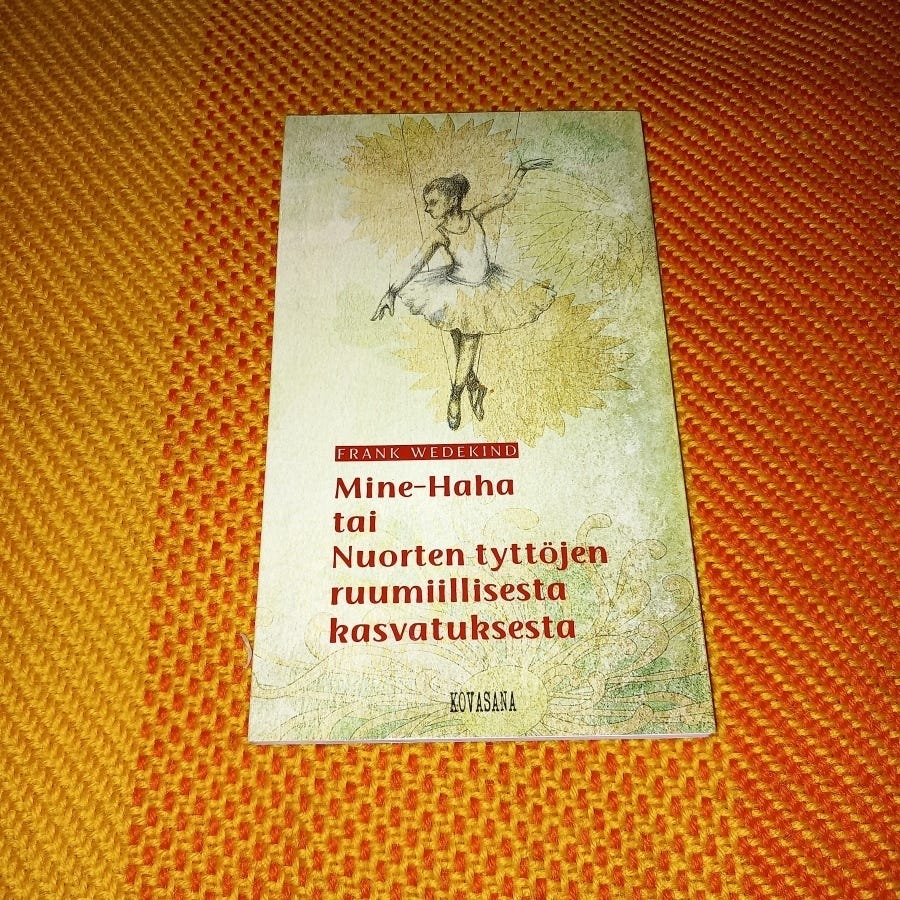 FRANK WEDEKIND
Mine-Haha
tai
Nuorten tyttöjen
ruumiillisesta
kasvatuksesta
KOVASANA